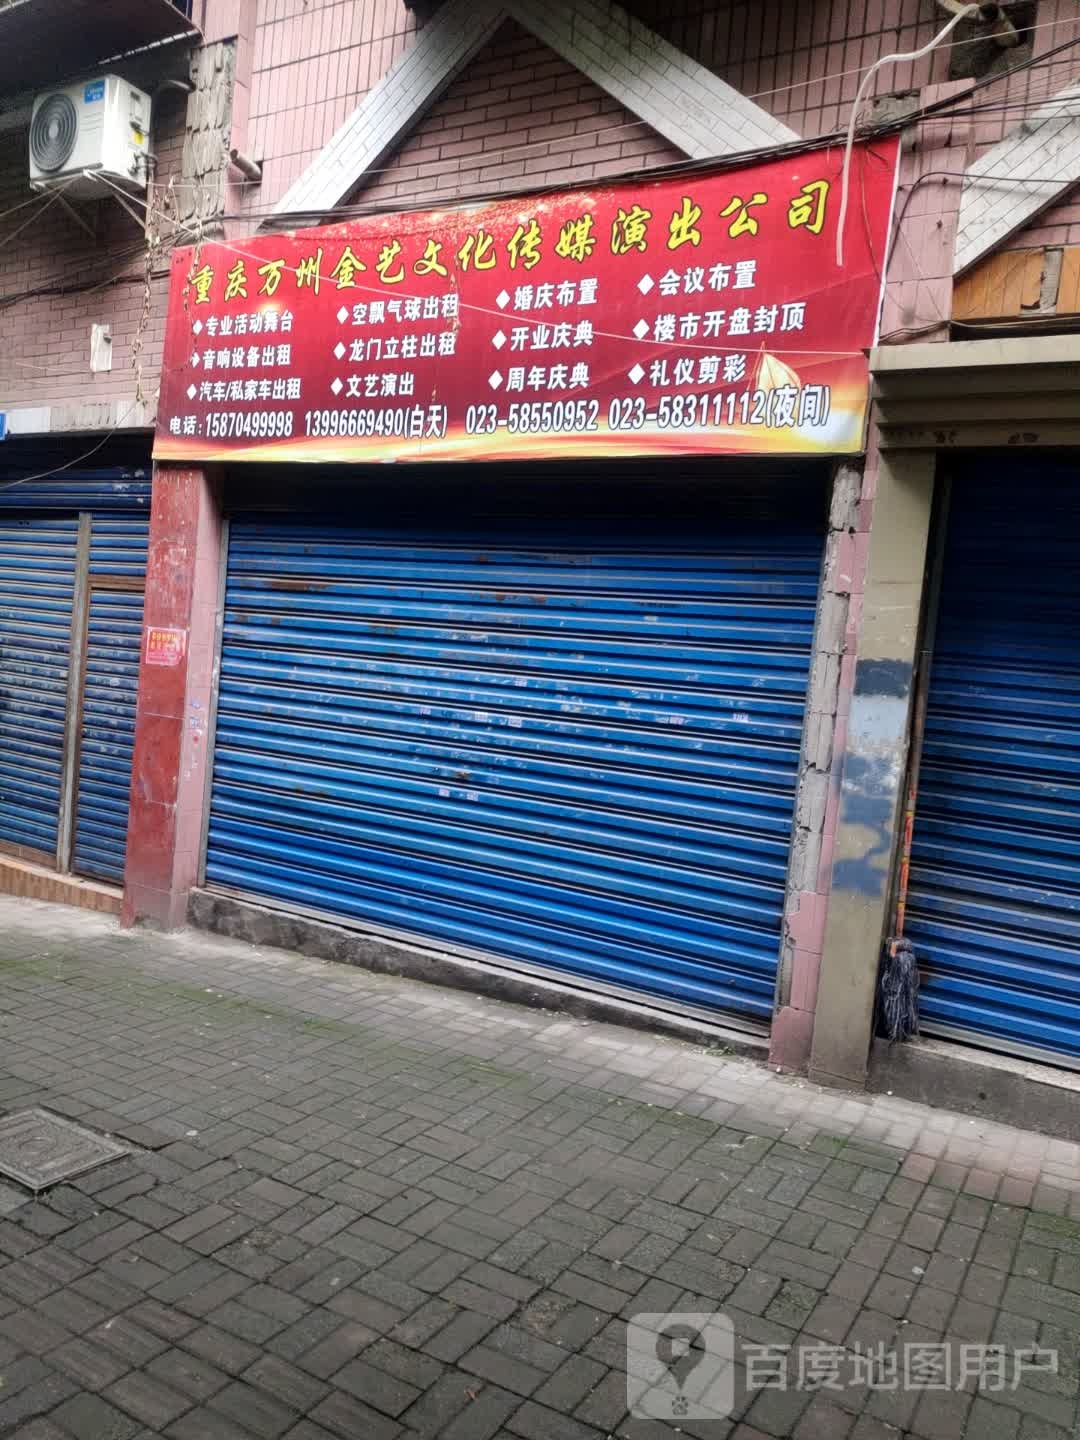 重庆万州金艺文化传媒演出公司
◆专业活动舞台 ◆空飘气球出租 ◆婚庆布置 ◆会议布置
◆音响设备出租 ◆龙门立柱出租 ◆开业庆典 ◆楼市开盘封顶
◆汽车/私家车出租 ◆文艺演出 ◆周年庆典 ◆礼仪剪彩
电话:15870499998 13996669490(白天) 023-58550952 023-58311112(夜间)
百度地图用户